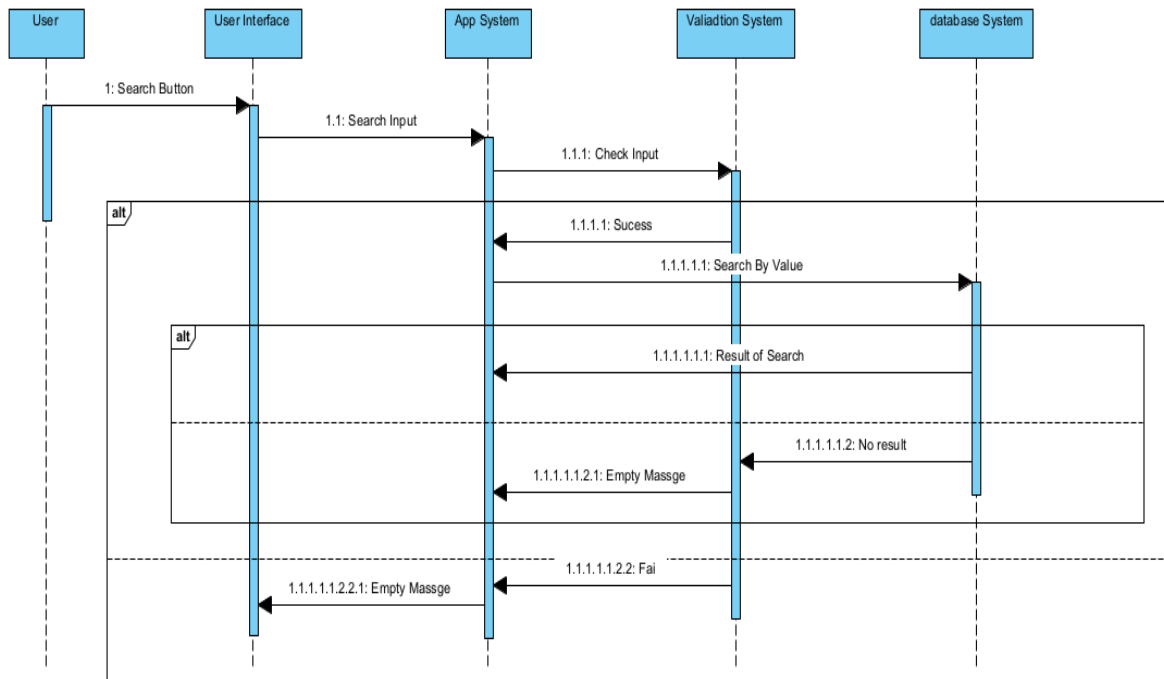 User
User Interface
App System
Valiadtion System
database System
1: Search Button
1.1: Search Input
1.1.1: Check Input
alt
1.1.1.1: Sucess
1.1.1.1.1: Search By Value
alt
1.1.1.1.1.1: Result of Search
1.1.1.1.1.2: No result
1.1.1.1.1.2.1: Empty Massge
1.1.1.1.1.2.2: Fai
1.1.1.1.1.2.2.1: Empty Massge